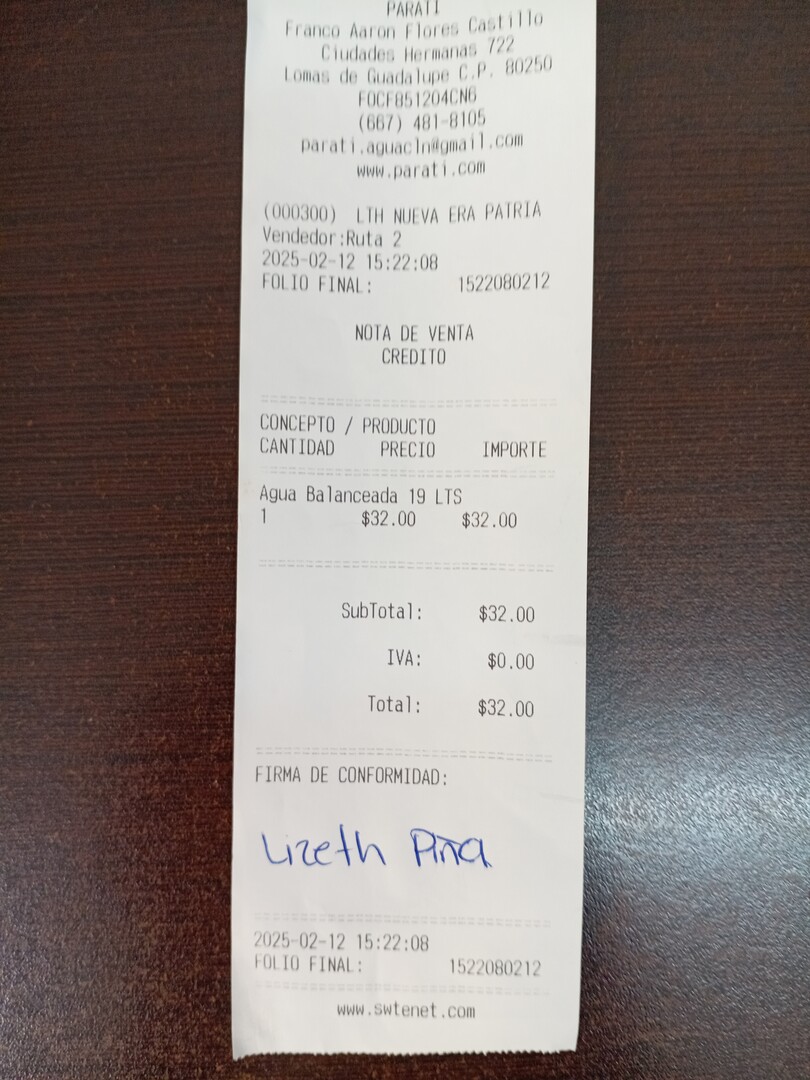 PARATI
Franco Aaron Flores Castillo
Ciudades Hermanas 722
Lomas de Guadalupe C.P. 80250
FOCF851204CN6
(667) 481-8105
parati.aguacln@gmail.com
www.parati.com
(000300) LTH NUEVA ERA PATRIA
Vendedor:Ruta 2
2025-02-12 15:22:08
FOLIO FINAL: 1522080212
NOTA DE VENTA
CREDITO
CONCEPTO / PRODUCTO
CANTIDAD PRECIO IMPORTE
Agua Balanceada 19 LTS
1 $32.00 $32.00
SubTotal: $32.00
IVA: $0.00
Total: $32.00
FIRMA DE CONFORMIDAD:
Lizeth Piña
2025-02-12 15:22:08
FOLIO FINAL: 1522080212
www.swtenet.com